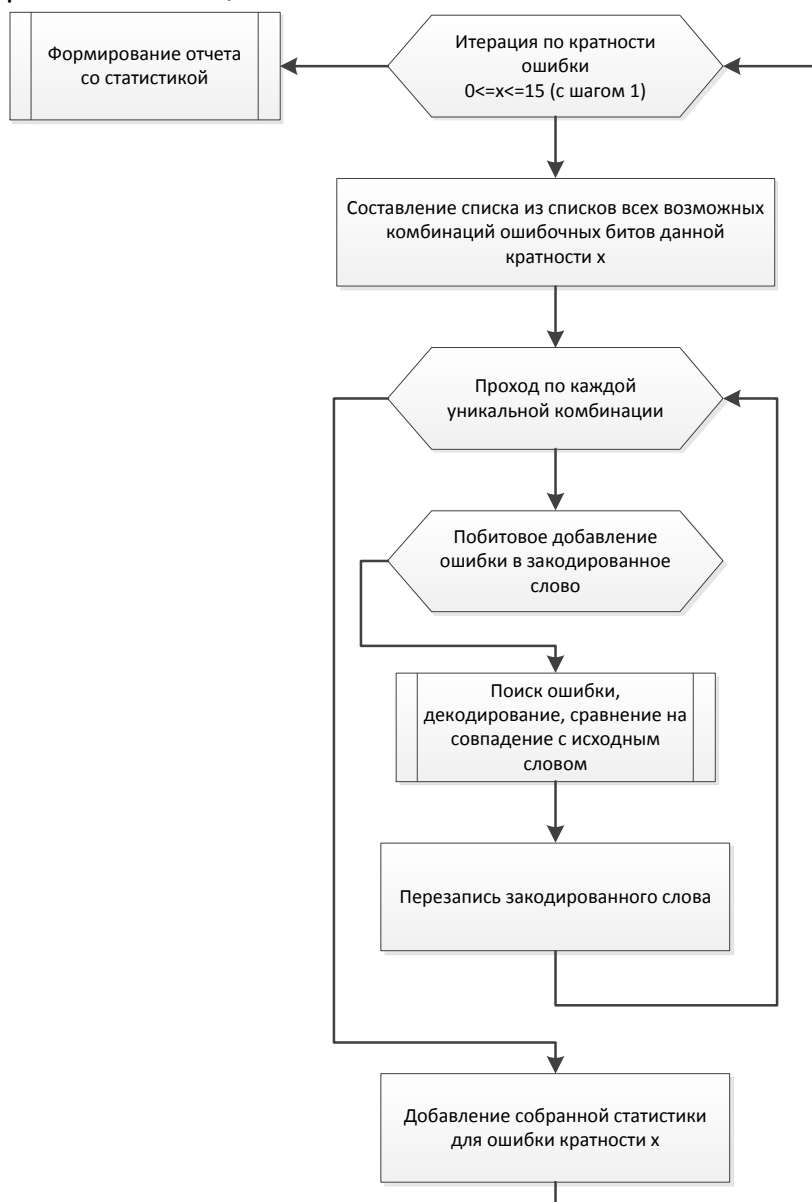 Формирование отчета
со статистикой
Итерация по кратности
ошибки
0<=x<=15 (с шагом 1)
Составление списка из списков всех возможных
комбинаций ошибочных битов данной
кратности x
Проход по каждой
уникальной комбинации
Побитовое добавление
ошибки в закодированное
слово
Поиск ошибки,
декодирование, сравнение на
совпадение с исходным
словом
Перезапись закодированного слова
Добавление собранной статистики
для ошибки кратности x